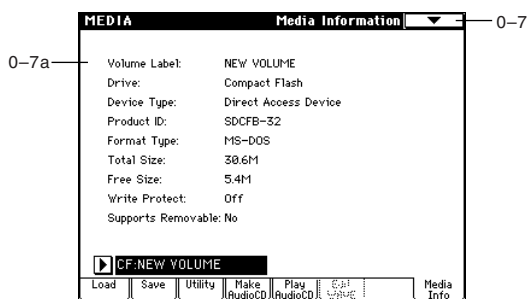 MEDIA Media Information
0–7
0–7a
Volume Label: NEW VOLUME
Drive: Compact Flash
Device Type: Direct Access Device
Product ID: SDCFB-32
Format Type: MS-DOS
Total Size: 30.6M
Free Size: 5.4M
Write Protect: Off
Supports Removable: No
CF:NEW VOLUME
Load Save Utility Make AudioCD Play AudioCD Edit WAVE Media Info